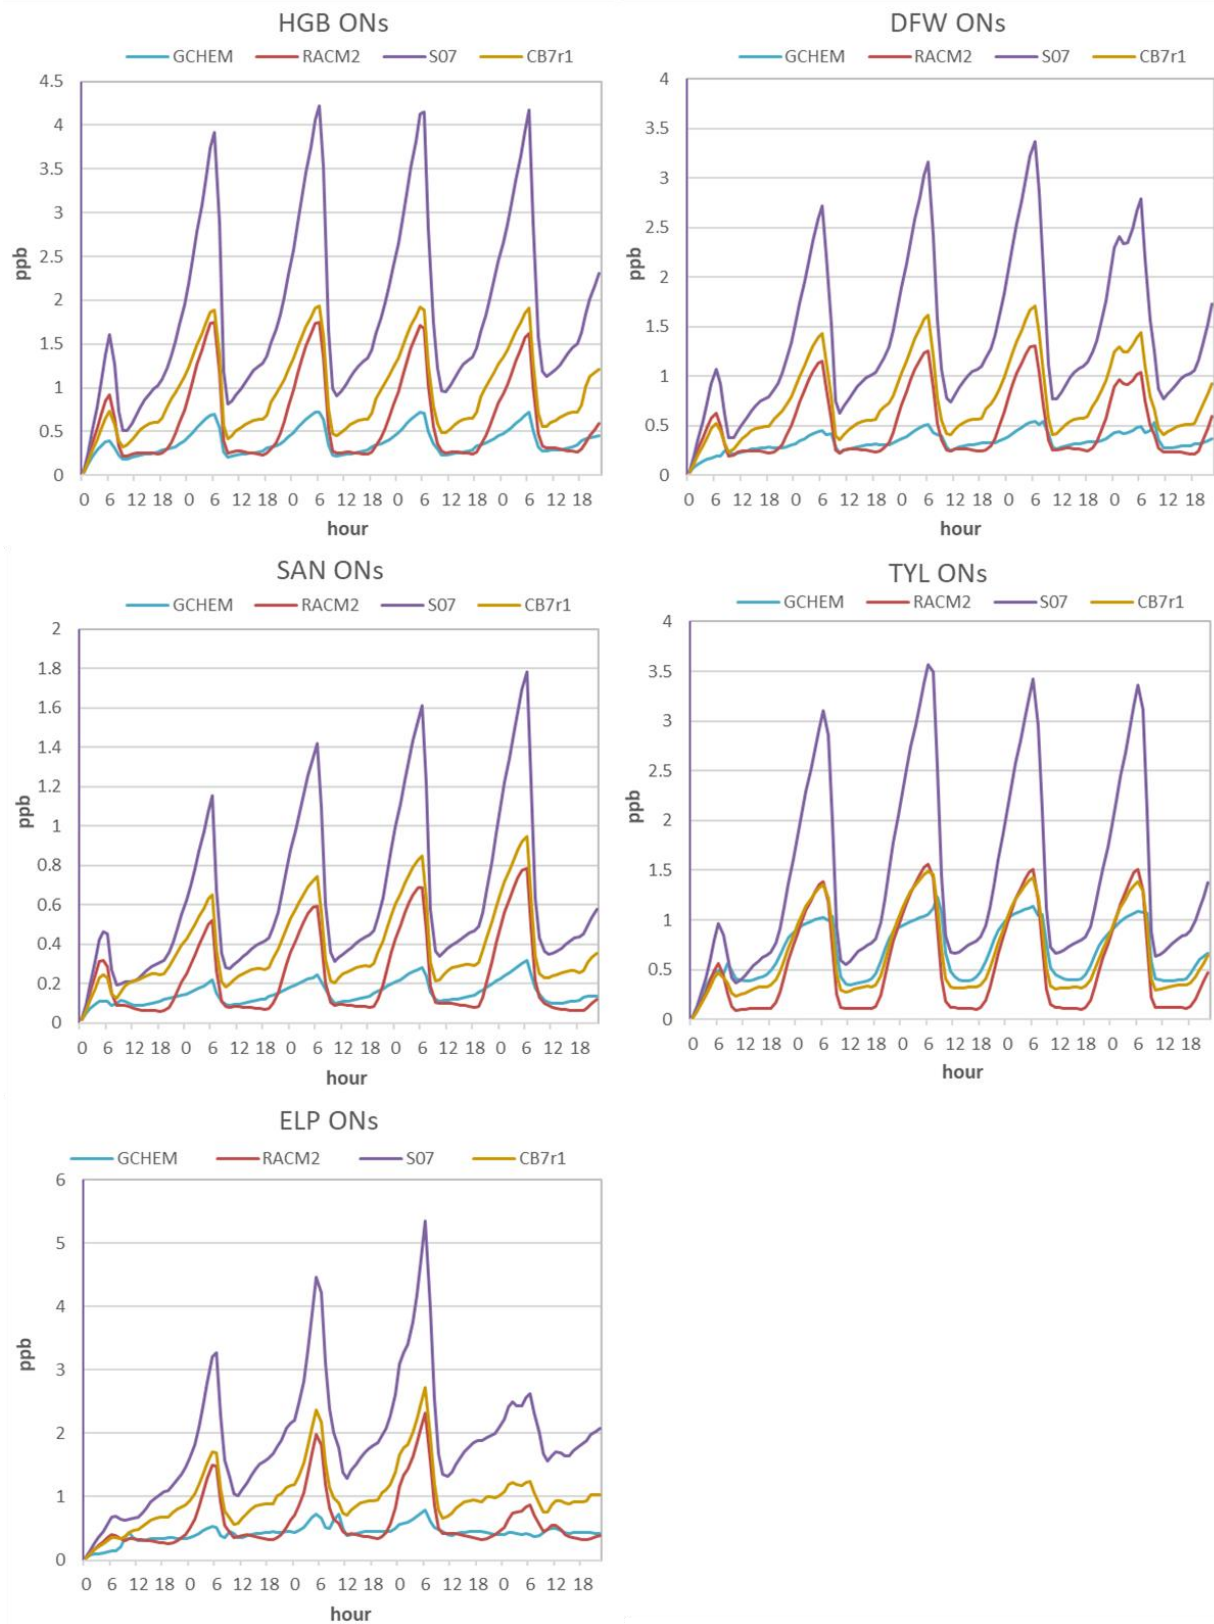 HGB ONs
GCHEM RACM2 S07 CB7r1
4.5
4
3.5
3
2.5
2
1.5
1
0.5
0
ppb
0 6 12 18 0 6 12 18 0 6 12 18 0 6 12 18 0 6 12 18
hour
DFW ONs
GCHEM RACM2 S07 CB7r1
4
3.5
3
2.5
2
1.5
1
0.5
0
ppb
0 6 12 18 0 6 12 18 0 6 12 18 0 6 12 18 0 6 12 18
hour
SAN ONs
GCHEM RACM2 S07 CB7r1
2
1.8
1.6
1.4
1.2
1
0.8
0.6
0.4
0.2
0
ppb
0 6 12 18 0 6 12 18 0 6 12 18 0 6 12 18 0 6 12 18
hour
TYL ONs
GCHEM RACM2 S07 CB7r1
4
3.5
3
2.5
2
1.5
1
0.5
0
ppb
0 6 12 18 0 6 12 18 0 6 12 18 0 6 12 18 0 6 12 18
hour
ELP ONs
GCHEM RACM2 S07 CB7r1
6
5
4
3
2
1
0
ppb
0 6 12 18 0 6 12 18 0 6 12 18 0 6 12 18 0 6 12 18
hour